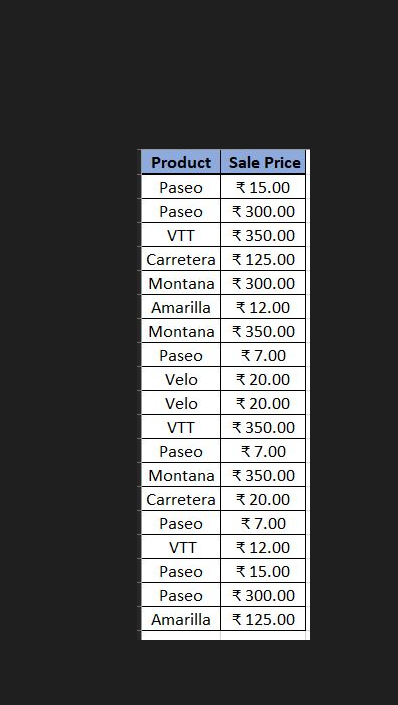 Product Sale Price
Paseo ₹ 15.00
Paseo ₹ 300.00
VTT ₹ 350.00
Carretera ₹ 125.00
Montana ₹ 300.00
Amarilla ₹ 12.00
Montana ₹ 350.00
Paseo ₹ 7.00
Velo ₹ 20.00
Velo ₹ 20.00
VTT ₹ 350.00
Paseo ₹ 7.00
Montana ₹ 350.00
Carretera ₹ 20.00
Paseo ₹ 7.00
VTT ₹ 12.00
Paseo ₹ 15.00
Paseo ₹ 300.00
Amarilla ₹ 125.00